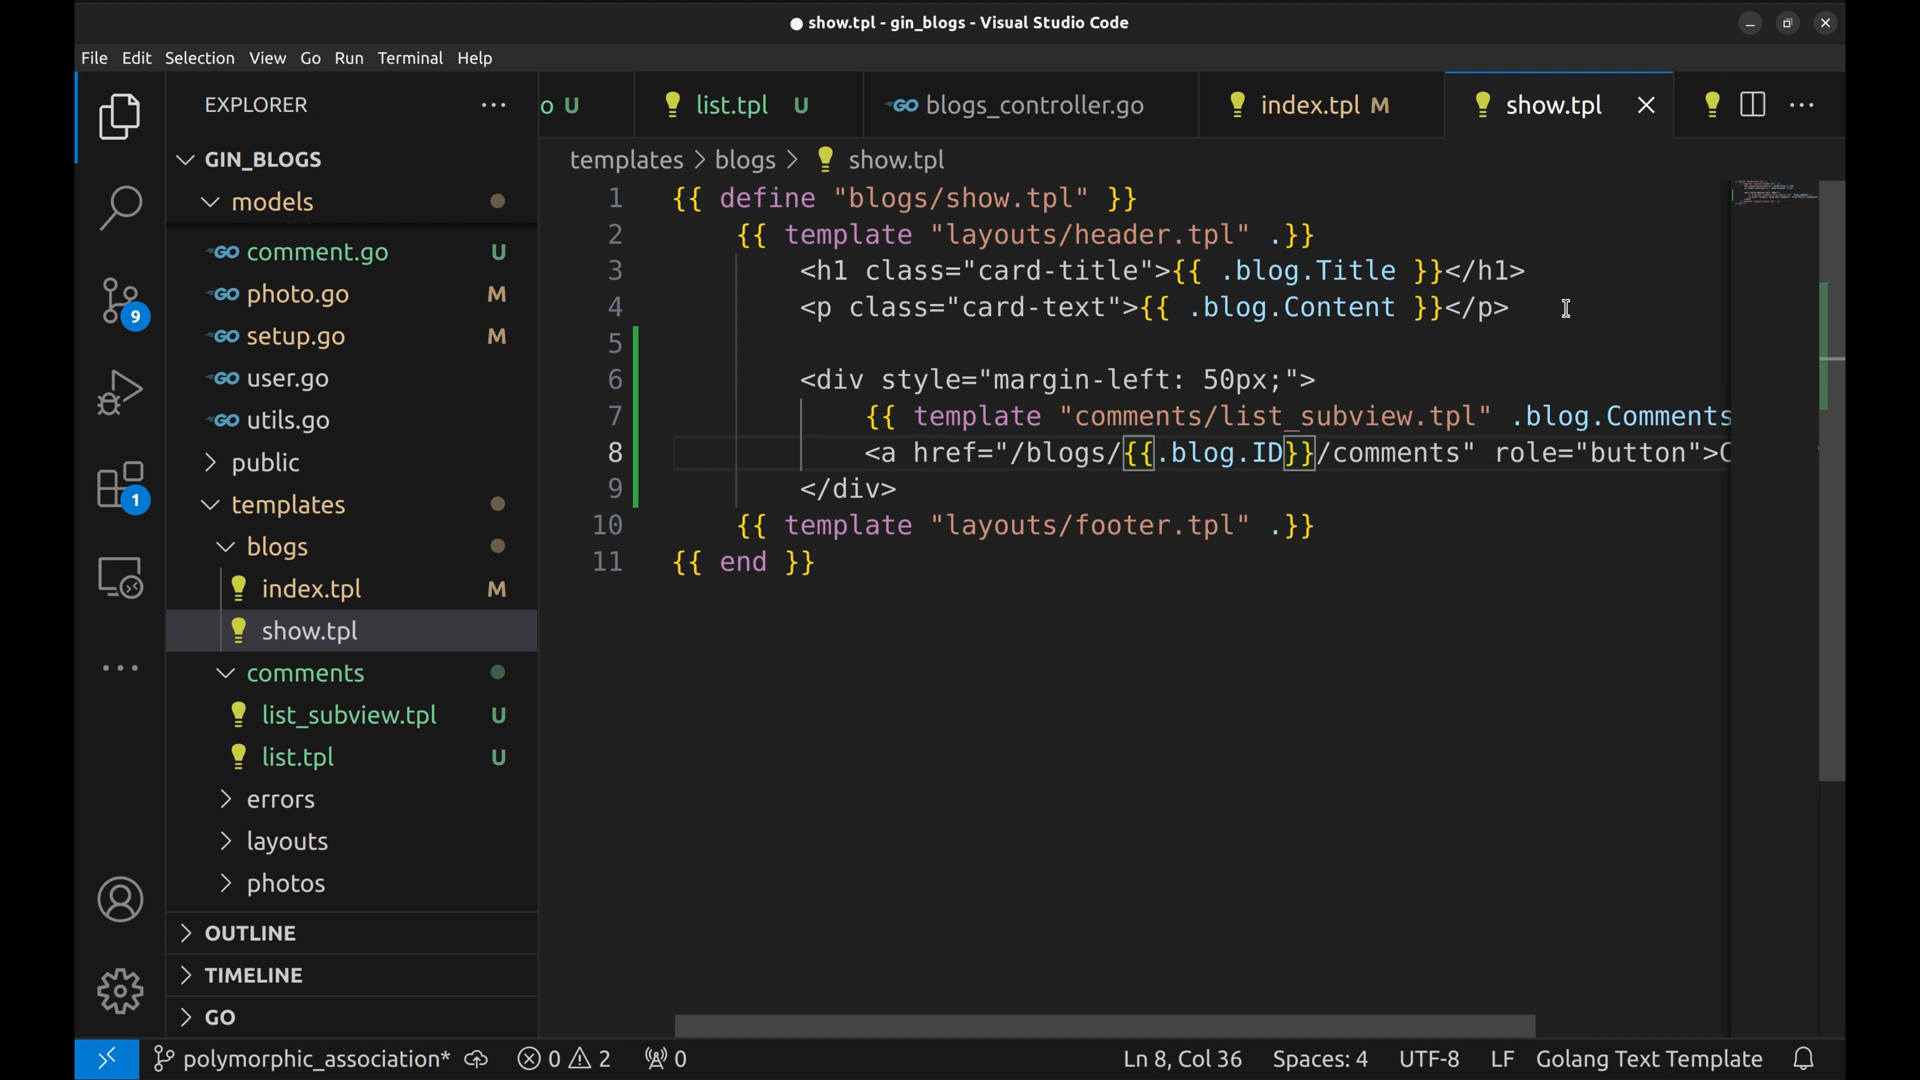 show.tpl - gin_blogs - Visual Studio Code
File Edit Selection View Go Run Terminal Help
EXPLORER
o U
list.tpl U
GO blogs_controller.go
index.tpl M
show.tpl
GIN_BLOGS
templates > blogs > show.tpl
models
GO comment.go U
GO photo.go M
GO setup.go M
GO user.go
GO utils.go
public
templates
blogs
index.tpl M
show.tpl
comments
list_subview.tpl U
list.tpl U
errors
layouts
photos
OUTLINE
TIMELINE
GO
9
1
1 {{ define "blogs/show.tpl" }}
2 {{ template "layouts/header.tpl" .}}
3 <h1 class="card-title">{{ .blog.Title }}</h1>
4 <p class="card-text">{{ .blog.Content }}</p>
5
6 <div style="margin-left: 50px;">
7 {{ template "comments/list_subview.tpl" .blog.Comments
8 <a href="/blogs/{{.blog.ID}}/comments" role="button">C
9 </div>
10 {{ template "layouts/footer.tpl" .}}
11 {{ end }}
polymorphic_association* 0 2 0 Ln 8, Col 36 Spaces: 4 UTF-8 LF Golang Text Template